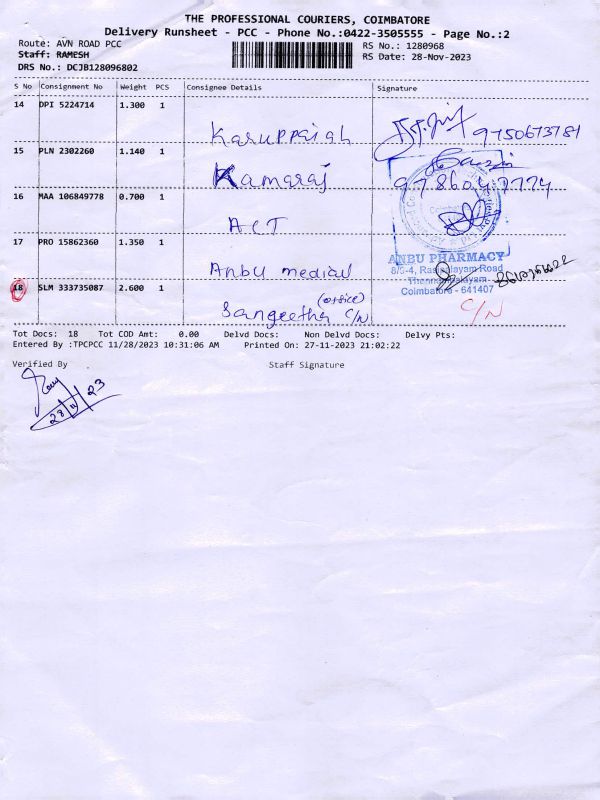 THE PROFESSIONAL COURIERS, COIMBATORE
Delivery Runsheet - PCC - Phone No.:0422-3505555 - Page No.:2
Route: AVN ROAD PCC
RS No.: 1280968
Staff: RAMESH
RS Date: 28-Nov-2023
DRS No.: DCJB128096802
S No Consignment No Weight PCS Consignee Details Signature
14 DPI 5224714 1.300 1
Karuppaiah 9750673781
15 PLN 2302260 1.140 1
Kamaraj
16 MAA 106849778 0.700 1
ACT
17 PRO 15862360 1.350 1
Anbu medical
ANBU PHARMACY
Road
Coimbatore - 641407
18 SLM 333735087 2.600 1
(office)
Sangeetha C/N
C/N
Tot Docs: 18 Tot COD Amt: 0.00 Delvd Docs: Non Delvd Docs: Delvy Pts:
Entered By :TPCPCC 11/28/2023 10:31:06 AM Printed On: 27-11-2023 21:02:22
Verified By Staff Signature
28/11/23